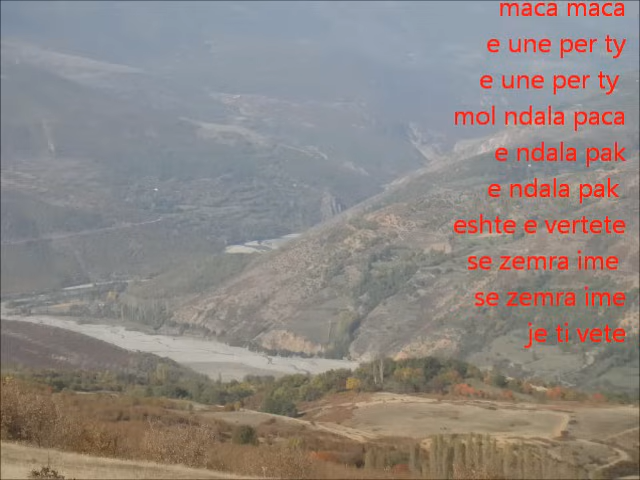 maca maca
e une per ty
e une per ty
mol ndala paca
e ndala pak
e ndala pak
eshte e vertete
se zemra ime
se zemra ime
je ti vete